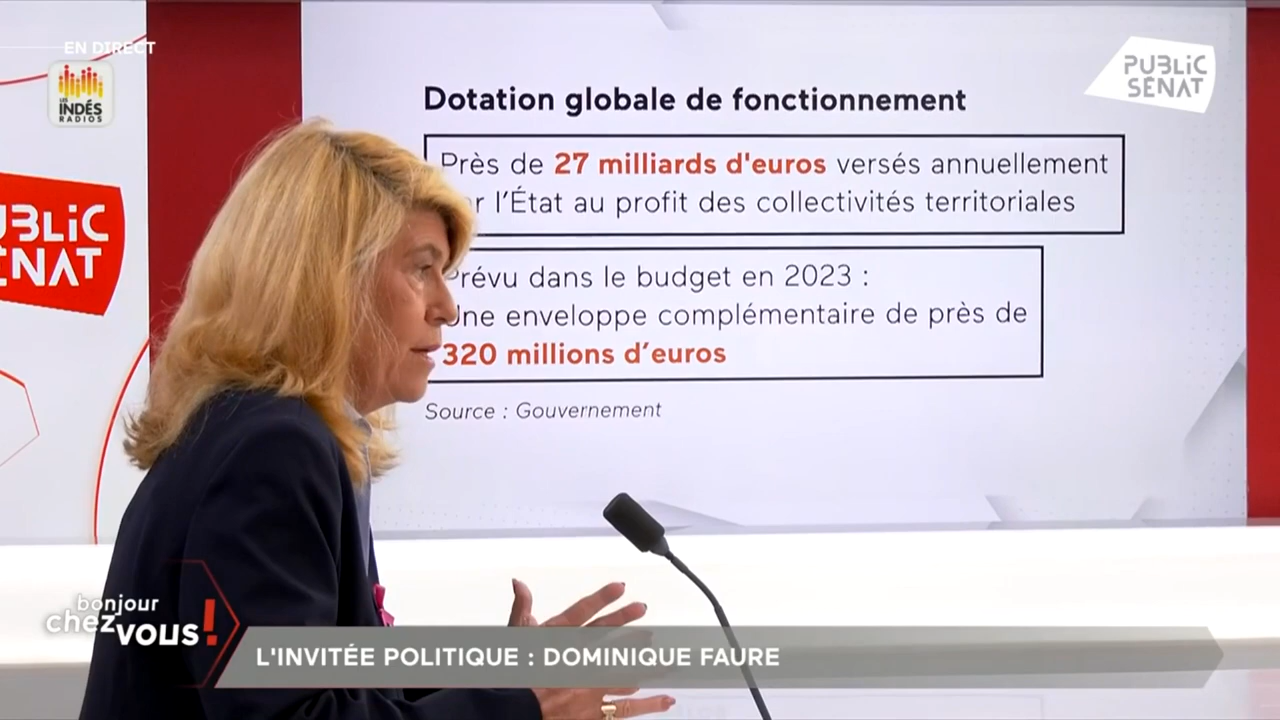 EN DIRECT
LES
INDÉS
RADIOS
PUBLIC
SÉNAT
Dotation globale de fonctionnement
Près de 27 milliards d'euros versés annuellement
l'État au profit des collectivités territoriales
Prévu dans le budget en 2023 :
Une enveloppe complémentaire de près de
320 millions d'euros
Source : Gouvernement
bonjour
chez vous!
L'INVITÉE POLITIQUE : DOMINIQUE FAURE